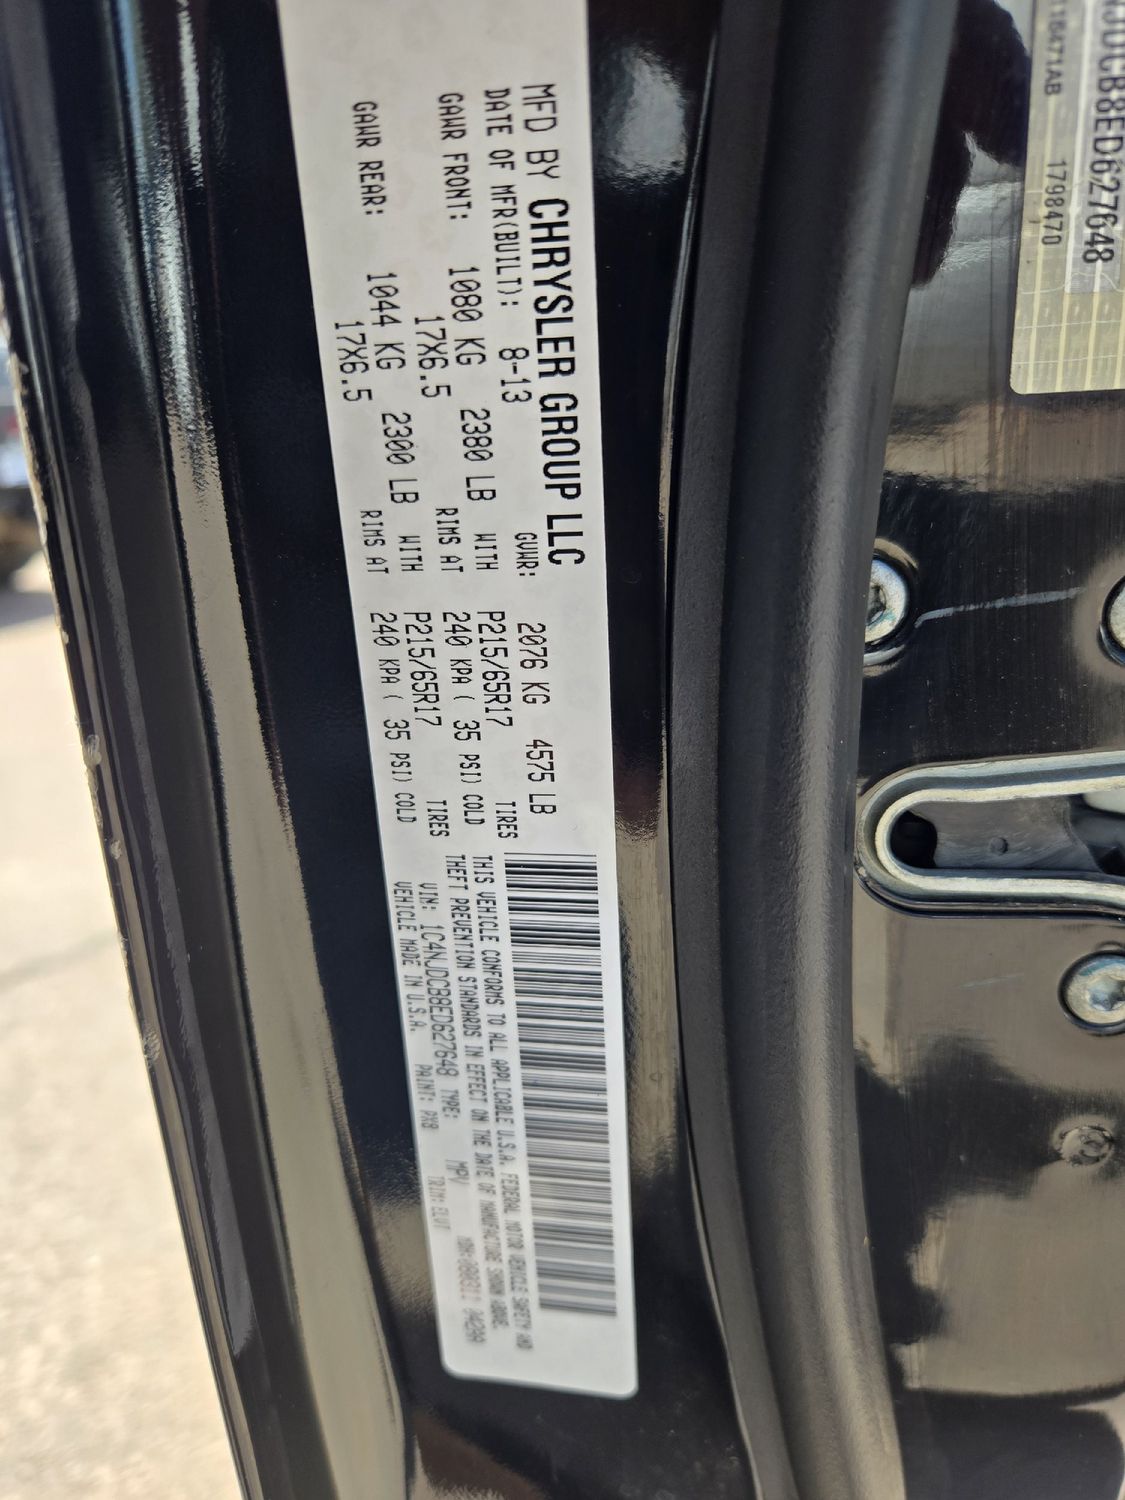 MFD BY CHRYSLER GROUP LLC
DATE OF MFR(BUILT): 8-13 GVWR: 2076 KG 4575 LB
GAWR FRONT: 1080 KG 2380 LB WITH P215/65R17 TIRES
17X6.5 RIMS AT 240 KPA ( 35 PSI) COLD
GAWR REAR: 1044 KG 2300 LB WITH P215/65R17 TIRES
17X6.5 RIMS AT 240 KPA ( 35 PSI) COLD
THIS VEHICLE CONFORMS TO ALL APPLICABLE U.S.A. FEDERAL MOTOR VEHICLE SAFETY AND
THEFT PREVENTION STANDARDS IN EFFECT ON THE DATE OF MANUFACTURE SHOWN ABOVE.
VIN: 1C4NJDCB8ED627648 TYPE: MPV
VEHICLE MADE IN U.S.A. PAINT: PX8 TRIM:
JDCB8ED627648
1798470